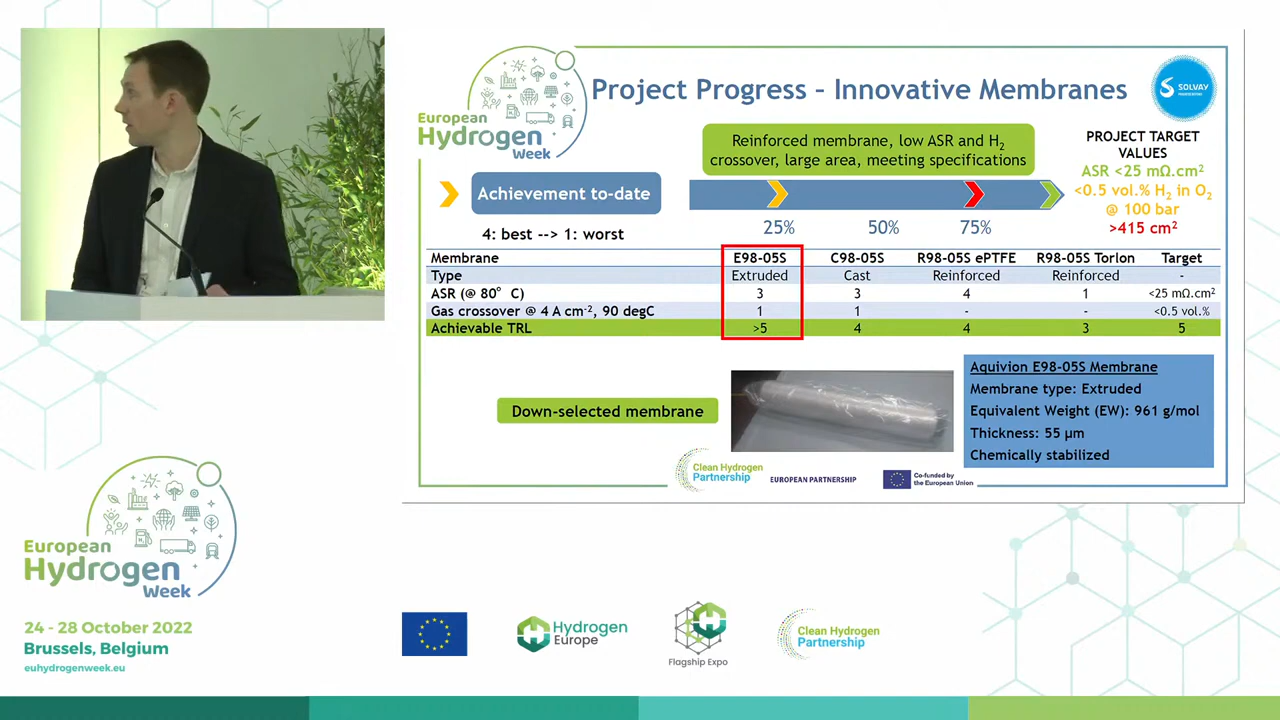 Project Progress – Innovative Membranes
SOLVAY
European
Hydrogen
Week
Reinforced membrane, low ASR and H2
crossover, large area, meeting specifications
PROJECT TARGET
VALUES
ASR <25 mΩ.cm²
<0.5 vol.% H2 in O2
@ 100 bar
>415 cm²
Achievement to-date
25% 50% 75%
4: best --> 1: worst
Membrane E98-05S C98-05S R98-05S ePTFE R98-05S Torlon Target
Type Extruded Cast Reinforced Reinforced -
ASR (@ 80° C) 3 3 4 1 <25 mΩ.cm²
Gas crossover @ 4 A cm-2, 90 degC 1 1 - - <0.5 vol.%
Achievable TRL >5 4 4 3 5
Down-selected membrane
Aquivion E98-05S Membrane
Membrane type: Extruded
Equivalent Weight (EW): 961 g/mol
Thickness: 55 µm
Chemically stabilized
Clean Hydrogen
Partnership
EUROPEAN PARTNERSHIP
Co-funded by
the European Union
European
Hydrogen
Week
24 - 28 October 2022
Brussels, Belgium
euhydrogenweek.eu
Hydrogen
Europe
Flagship Expo
Clean Hydrogen
Partnership